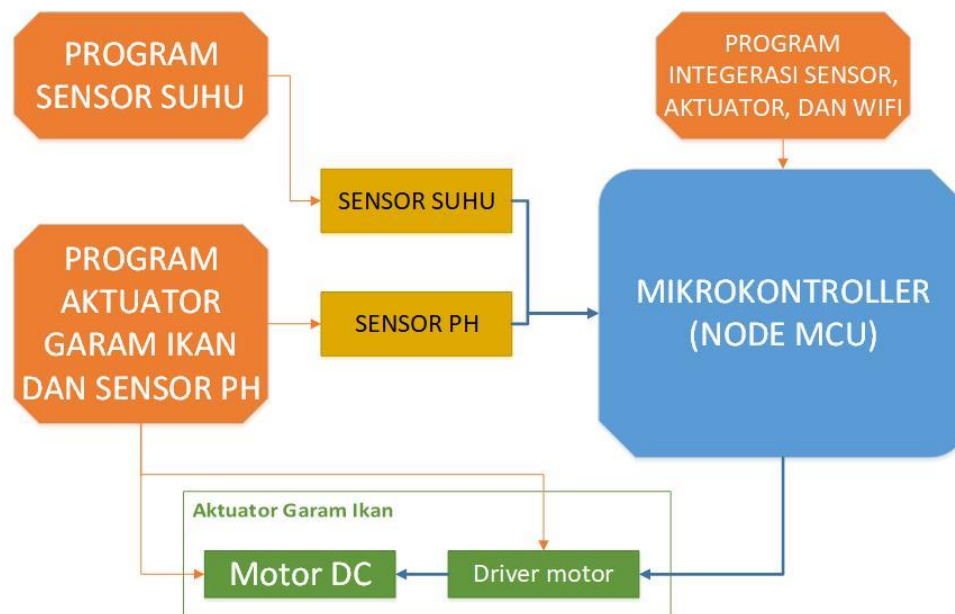 PROGRAM
SENSOR SUHU
PROGRAM
INTEGERASI SENSOR,
AKTUATOR, DAN WIFI
SENSOR SUHU
PROGRAM
AKTUATOR
GARAM IKAN
DAN SENSOR PH
SENSOR PH
MIKROKONTROLLER
(NODE MCU)
Aktuator Garam Ikan
Motor DC
Driver motor